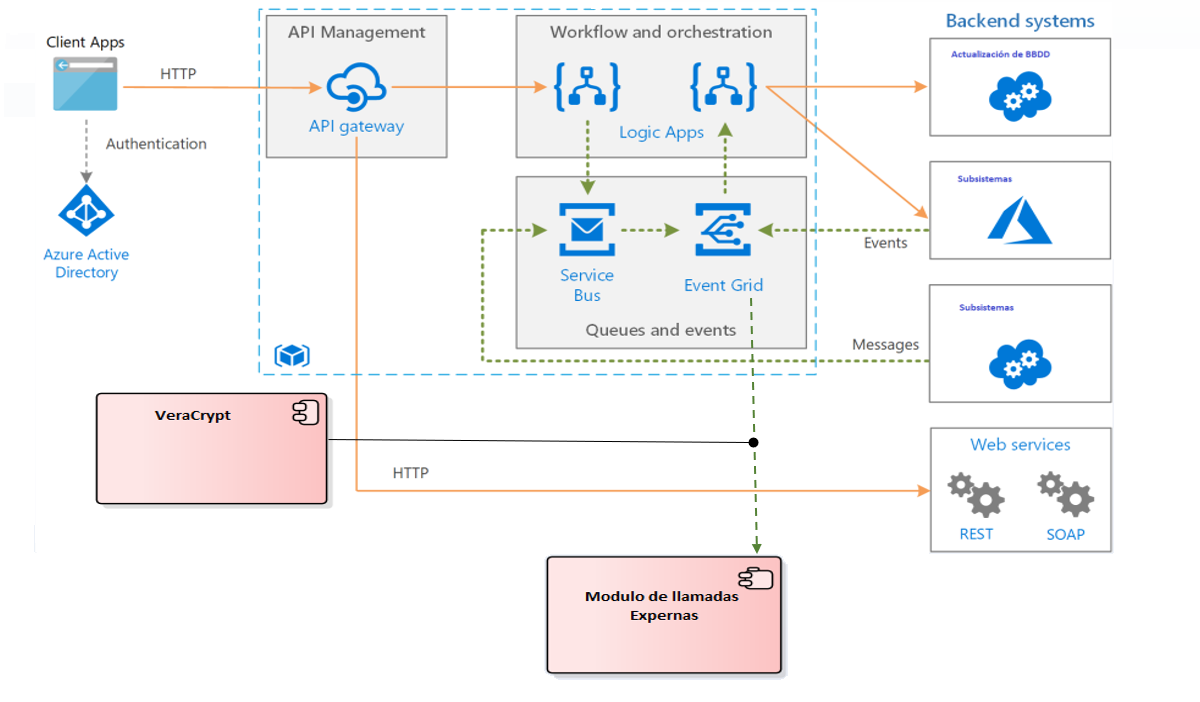 Client Apps
HTTP
Authentication
Azure Active
Directory
API Management
API gateway
Workflow and orchestration
Logic Apps
Service
Bus
Event Grid
Queues and events
Backend systems
Actualización de BBDD
Subsistemas
Events
Subsistemas
Messages
Web services
REST
SOAP
VeraCrypt
HTTP
Modulo de llamadas
Expernas